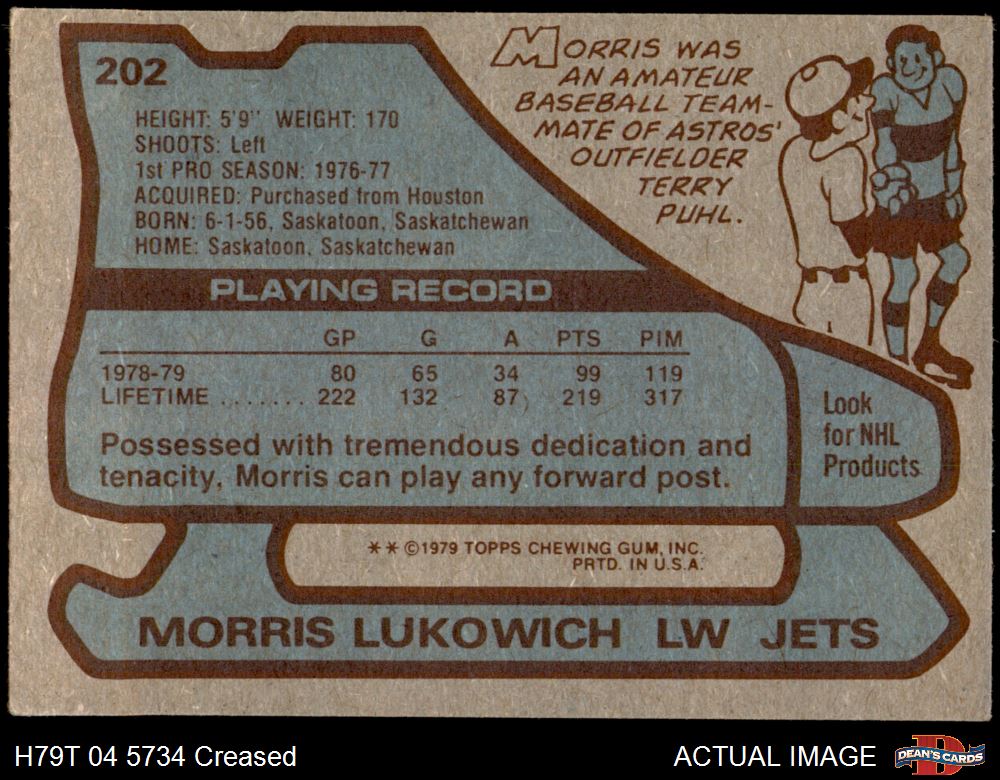 202
HEIGHT: 5'9" WEIGHT: 170
SHOOTS: Left
1st PRO SEASON: 1976-77
ACQUIRED: Purchased from Houston
BORN: 6-1-56, Saskatoon, Saskatchewan
HOME: Saskatoon, Saskatchewan
MORRIS WAS
AN AMATEUR
BASEBALL TEAM-
MATE OF ASTROS'
OUTFIELDER
TERRY
PUHL.
PLAYING RECORD
GP G A PTS PIM
1978-79 80 65 34 99 119
LIFETIME ........ 222 132 87 219 317
Possessed with tremendous dedication and
tenacity, Morris can play any forward post.
Look
for NHL
Products
** ©1979 TOPPS CHEWING GUM, INC.
PRTD. IN U.S.A.
MORRIS LUKOWICH LW JETS
H79T 04 5734 Creased
ACTUAL IMAGE
D
DEAN'S CARDS